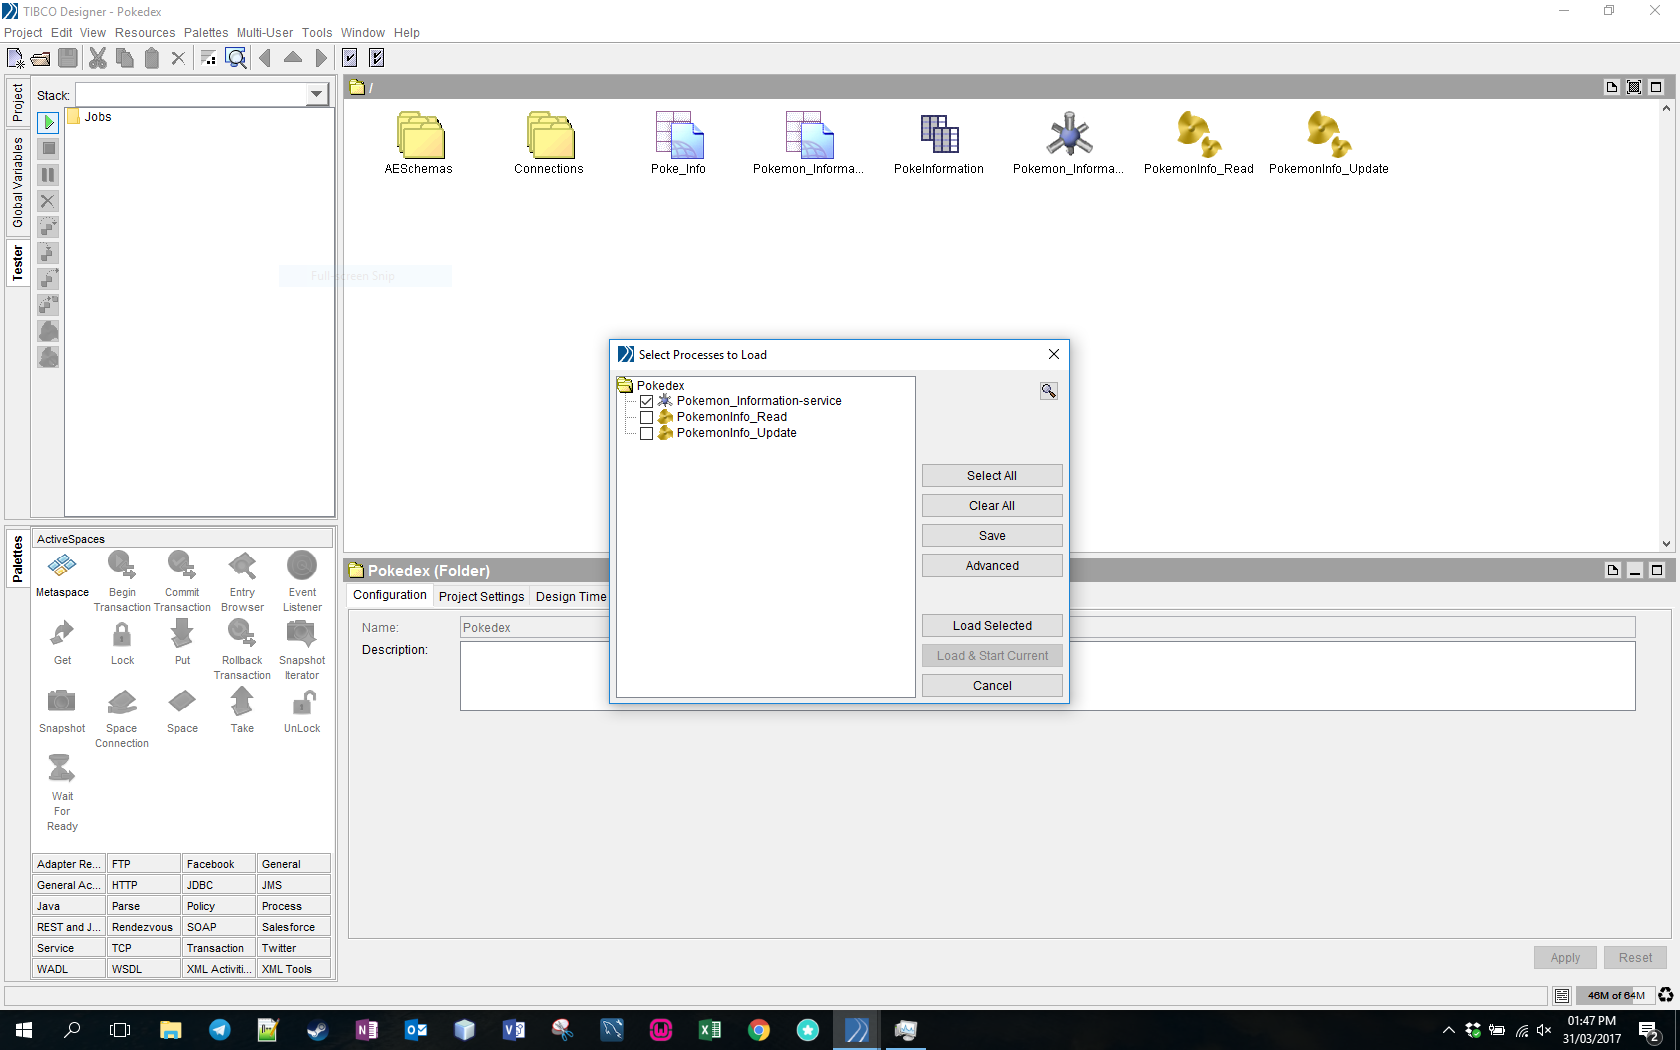 TIBCO Designer - Pokedex
Project Edit View Resources Palettes Multi-User Tools Window Help
Project
Global Variables
Tester
Stack:
Jobs
Full-screen Snip
/
AESchemas
Connections
Poke_Info
Pokemon_Informa...
PokeInformation
Pokemon_Informa...
PokemonInfo_Read
PokemonInfo_Update
Select Processes to Load
Pokedex
Pokemon_Information-service
PokemonInfo_Read
PokemonInfo_Update
Select All
Clear All
Save
Advanced
Load Selected
Load & Start Current
Cancel
Palettes
ActiveSpaces
Metaspace
Begin
Transaction
Commit
Transaction
Entry
Browser
Event
Listener
Get
Lock
Put
Rollback
Transaction
Snapshot
Iterator
Snapshot
Space
Connection
Space
Take
UnLock
Wait
For
Ready
Adapter Re... FTP Facebook General
General Ac... HTTP JDBC JMS
Java Parse Policy Process
REST and J... Rendezvous SOAP Salesforce
Service TCP Transaction Twitter
WADL WSDL XML Activiti... XML Tools
Pokedex (Folder)
Configuration Project Settings Design Time
Name: Pokedex
Description:
Apply Reset
46M of 64M
01:47 PM
31/03/2017
2